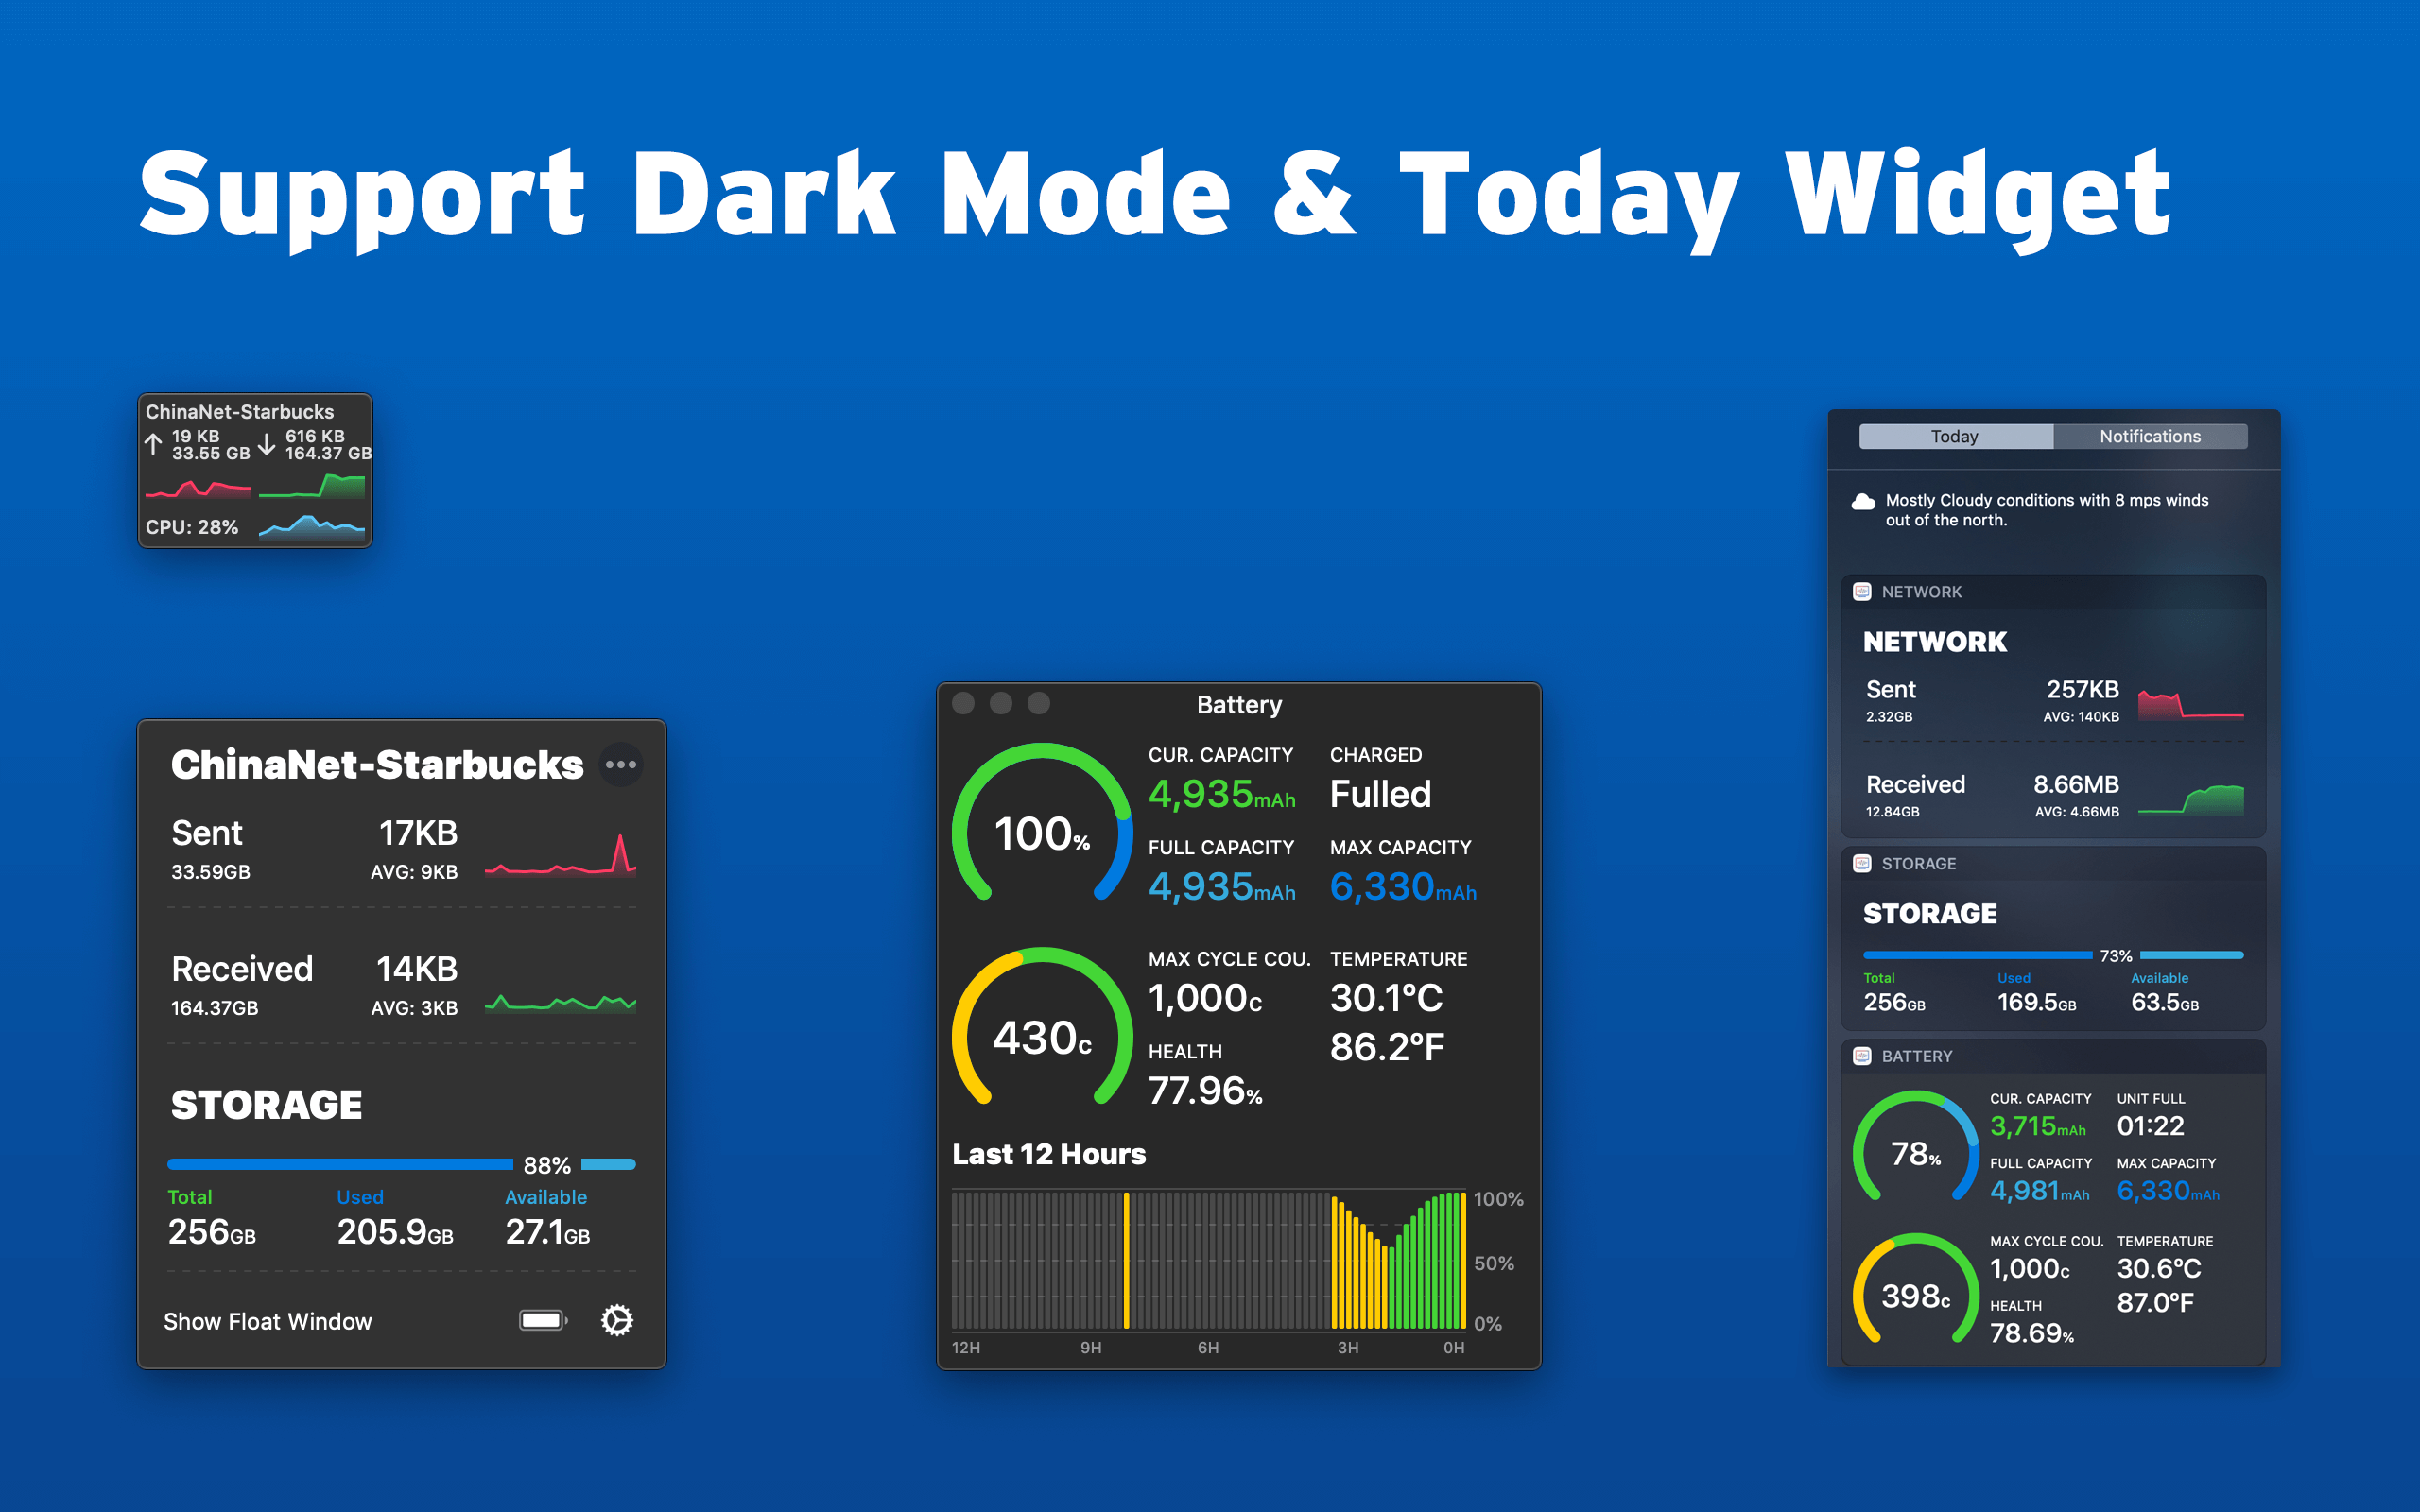 Support Dark Mode & Today Widget
ChinaNet-Starbucks
19 KB 616 KB
33.55 GB 164.37 GB
CPU: 28%
ChinaNet-Starbucks
Sent 17KB
33.59GB AVG: 9KB
Received 14KB
164.37GB AVG: 3KB
STORAGE
88%
Total Used Available
256GB 205.9GB 27.1GB
Show Float Window
Battery
100%
CUR. CAPACITY CHARGED
4,935mAh Fulled
FULL CAPACITY MAX CAPACITY
4,935mAh 6,330mAh
430c
MAX CYCLE COU. TEMPERATURE
1,000c 30.1°C
86.2°F
HEALTH
77.96%
Last 12 Hours
100%
50%
0%
12H 9H 6H 3H 0H
Today Notifications
Mostly Cloudy conditions with 8 mps winds
out of the north.
NETWORK
NETWORK
Sent 257KB
2.32GB AVG: 140KB
Received 8.66MB
12.84GB AVG: 4.66MB
STORAGE
STORAGE
73%
Total Used Available
256GB 169.5GB 63.5GB
BATTERY
78%
CUR. CAPACITY UNIT FULL
3,715mAh 01:22
FULL CAPACITY MAX CAPACITY
4,981mAh 6,330mAh
398c
MAX CYCLE COU. TEMPERATURE
1,000c 30.6°C
HEALTH 87.0°F
78.69%